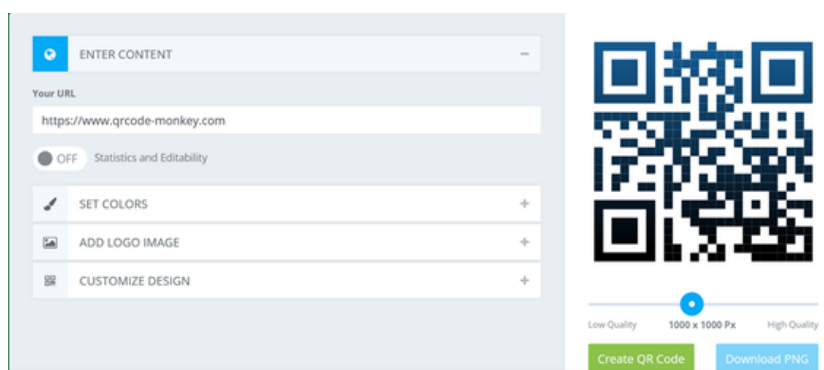 ENTER CONTENT
Your URL
https://www.qrcode-monkey.com
OFF Statistics and Editability
SET COLORS
ADD LOGO IMAGE
CUSTOMIZE DESIGN
Low Quality 1000 x 1000 Px High Quality
Create QR Code Download PNG